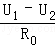 U₁ - U₂
R₀